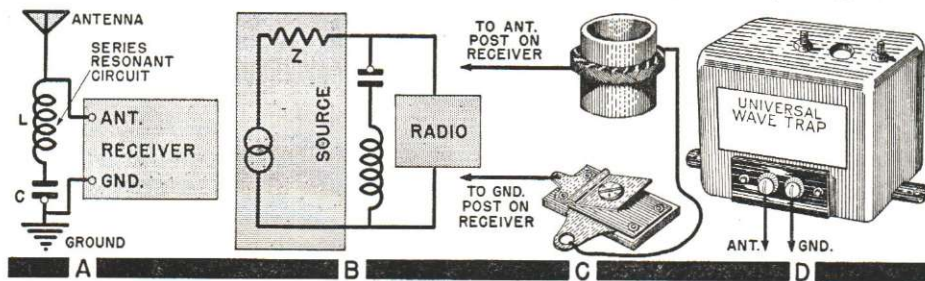 ANTENNA
SERIES
RESONANT
CIRCUIT
L
ANT.
RECEIVER
C
GND.
GROUND
A
SOURCE
Z
RADIO
B
TO ANT.
POST ON
RECEIVER
TO GND.
POST ON
RECEIVER
C
UNIVERSAL
WAVE TRAP
ANT.
GND.
D